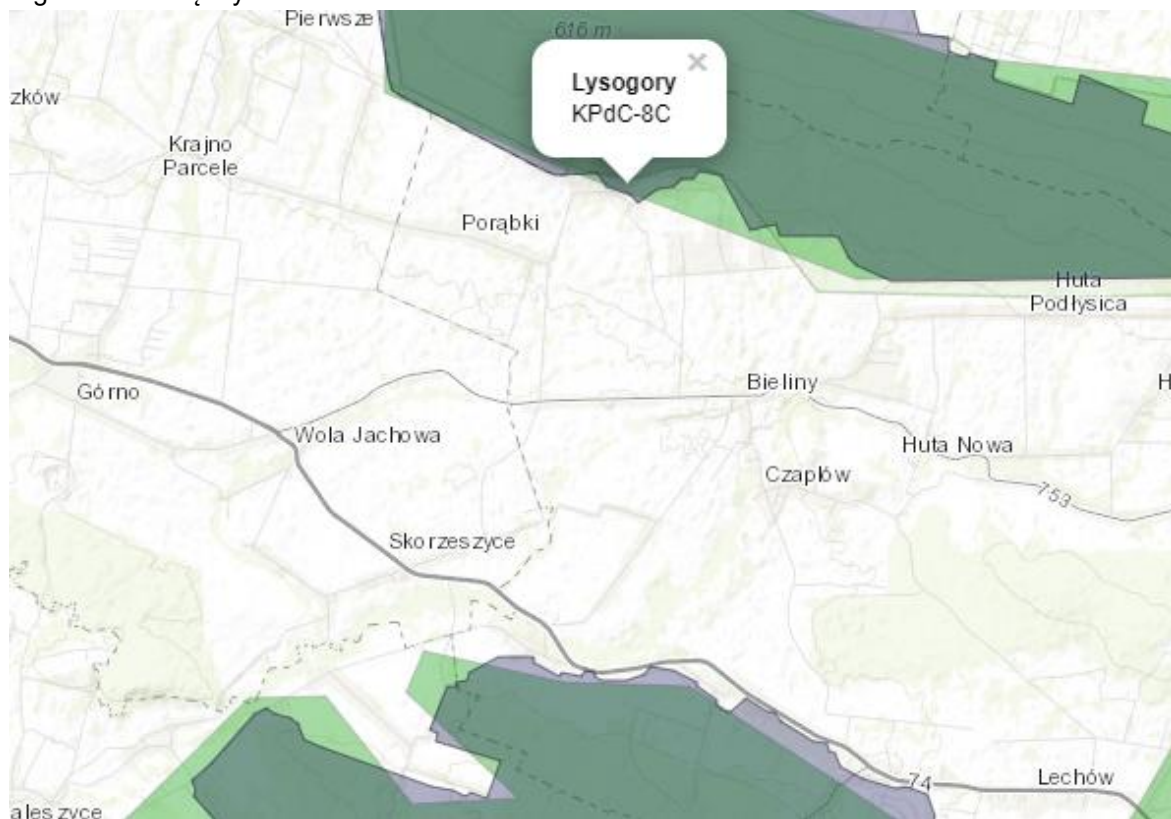 Pierwsze
616 m
Lysogory
KPdC-8C
zków
Krajno
Parcele
Porąbki
Huta
Podłysica
Górno
Bieliny
H
Wola Jachowa
Huta Nowa
Czaplów
753
Skorzeszyce
74
Lechów
aleszyce